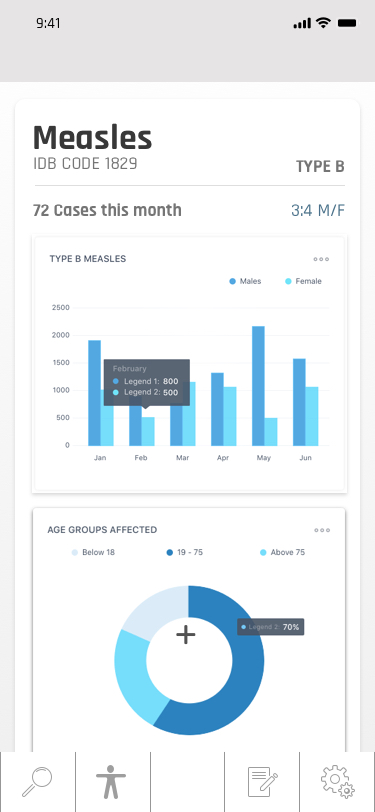 9:41
Measles
IDB CODE 1829
TYPE B
72 Cases this month
3:4 M/F
TYPE B MEASLES
Males Female
2500
2000
1500
1000
500
0
February
Legend 1: 800
Legend 2: 500
Jan Feb Mar Apr May Jun
AGE GROUPS AFFECTED
Below 18 19 - 75 Above 75
Legend 2: 70%